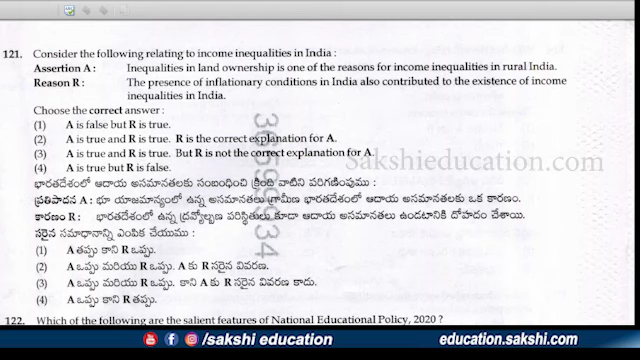 121. Consider the following relating to income inequalities in India :
Assertion A : Inequalities in land ownership is one of the reasons for income inequalities in rural India.
Reason R : The presence of inflationary conditions in India also contributed to the existence of income
inequalities in India.
Choose the correct answer :
(1) A is false but R is true.
(2) A is true and R is true. R is the correct explanation for A.
(3) A is true and R is true. But R is not the correct explanation for A.
(4) A is true but R is false.
భారతదేశంలో ఆదాయ అసమానతలకు సంబంధించి క్రింది వాటిని పరిగణింపుము :
ప్రతిపాదన A : భూ యాజమాన్యంలో ఉన్న అసమానతలు గ్రామీణ భారతదేశంలో ఆదాయ అసమానతలకు ఒక కారణం.
కారణం R : భారతదేశంలో ఉన్న ద్రవ్యోల్బణ పరిస్థితులు కూడా ఆదాయ అసమానతలు ఉండటానికి దోహదం చేశాయి.
సరైన సమాధానాన్ని ఎంపిక చేయుము :
(1) A తప్పు కాని R ఒప్పు.
(2) A ఒప్పు మరియు R ఒప్పు. A కు R సరైన వివరణ.
(3) A ఒప్పు మరియు R ఒప్పు. కాని A కు R సరైన వివరణ కాదు.
(4) A ఒప్పు కాని R తప్పు.
122. Which of the following are the salient features of National Educational Policy, 2020 ?
Sakshieducation.com
/sakshi education
education.sakshi.com